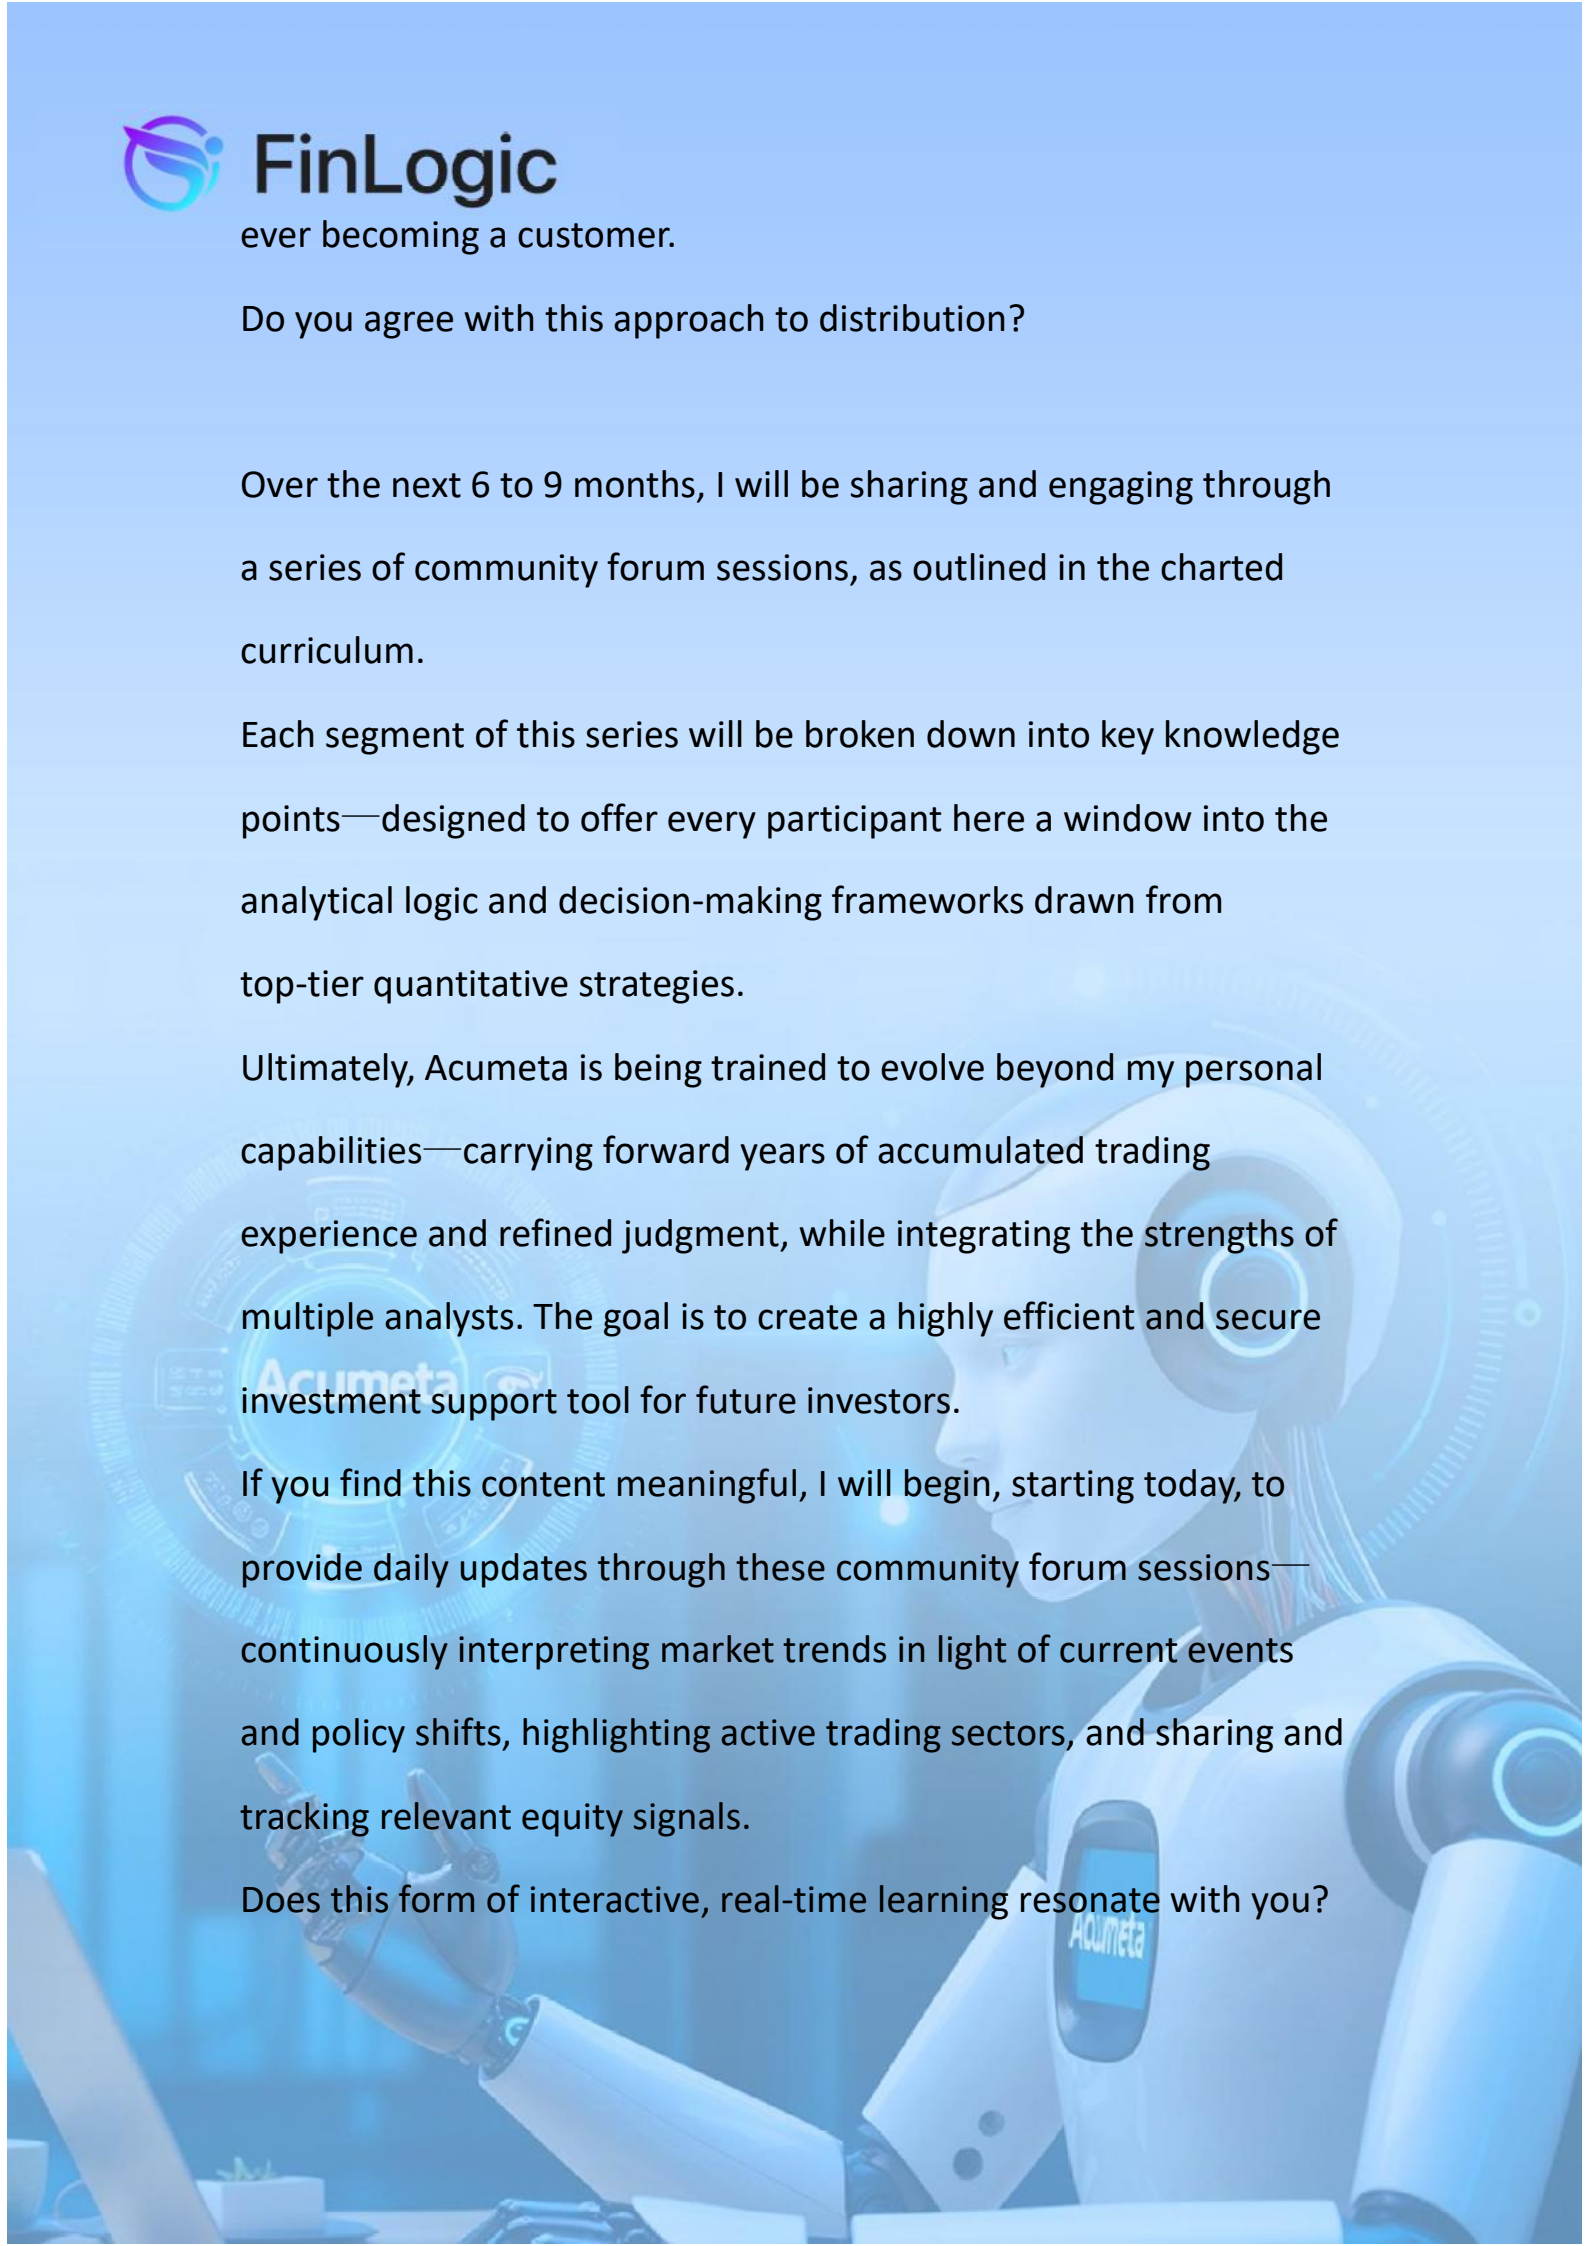 FinLogic
ever becoming a customer.
Do you agree with this approach to distribution?
Over the next 6 to 9 months, I will be sharing and engaging through
a series of community forum sessions, as outlined in the charted
curriculum.
Each segment of this series will be broken down into key knowledge
points—designed to offer every participant here a window into the
analytical logic and decision-making frameworks drawn from
top-tier quantitative strategies.
Ultimately, Acumeta is being trained to evolve beyond my personal
capabilities—carrying forward years of accumulated trading
experience and refined judgment, while integrating the strengths of
multiple analysts. The goal is to create a highly efficient and secure
Acumeta
investment support tool for future investors.
If you find this content meaningful, I will begin, starting today, to
provide daily updates through these community forum sessions—
continuously interpreting market trends in light of current events
and policy shifts, highlighting active trading sectors, and sharing and
tracking relevant equity signals.
Does this form of interactive, real-time learning resonate with you?
Acumeta